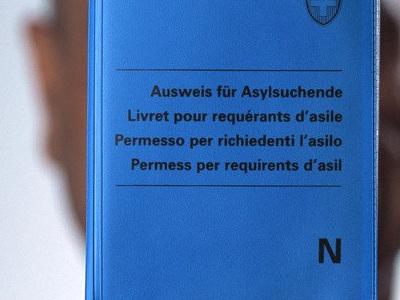 Ausweis für Asylsuchende
Livret pour requérants d'asile
Permesso per richiedenti l'asilo
Permess per requirents d'asil
N